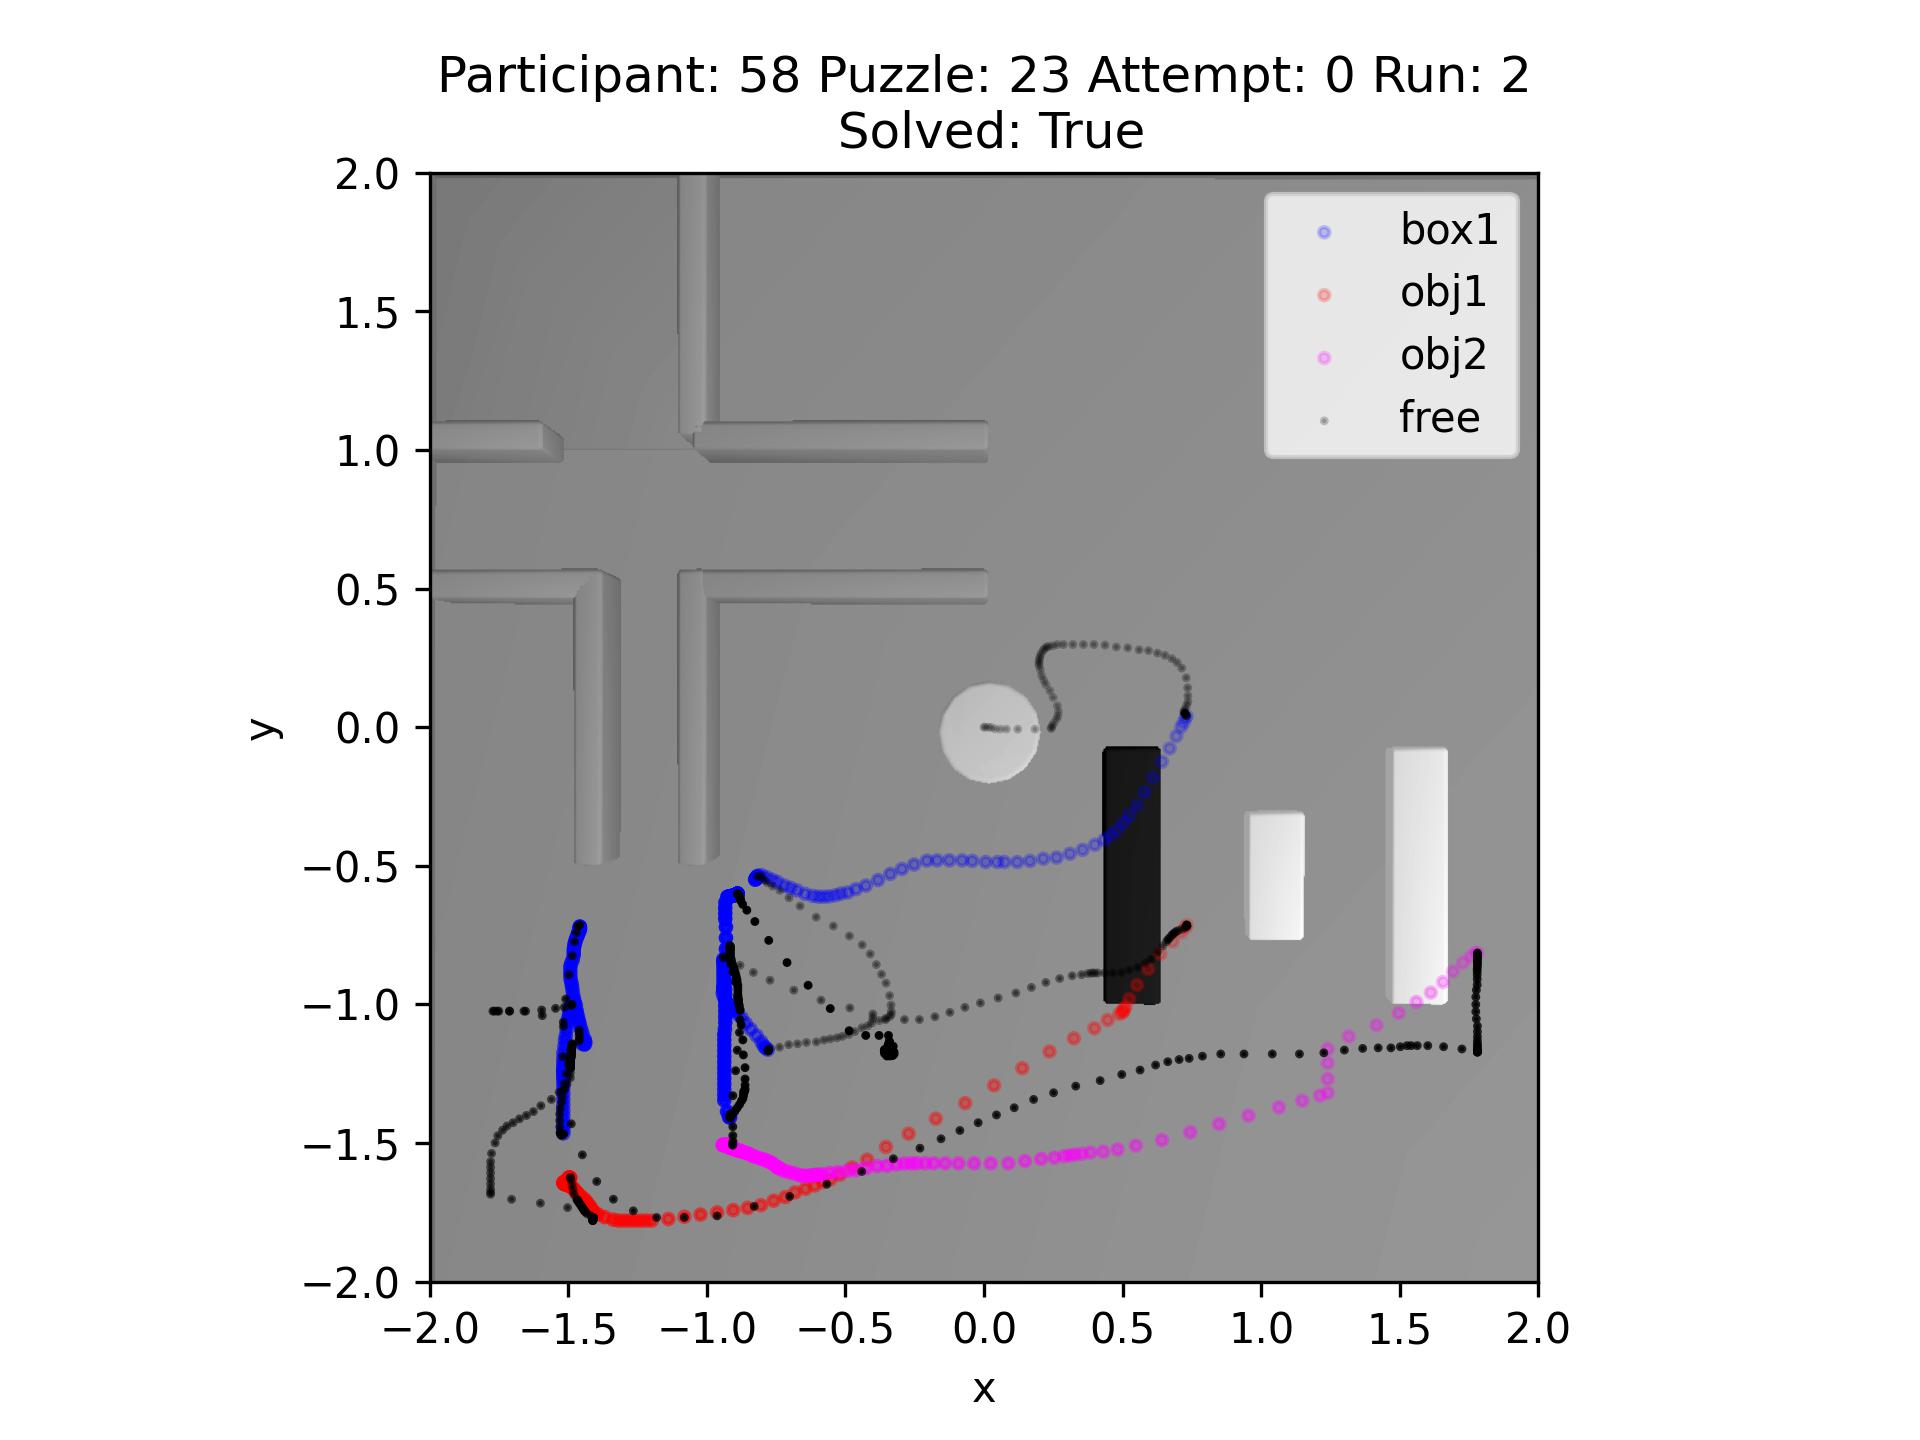 Participant: 58 Puzzle: 23 Attempt: 0 Run: 2
Solved: True
2.0
1.5
1.0
0.5
0.0
−0.5
−1.0
−1.5
−2.0
y
box1
obj1
obj2
free
−2.0 −1.5 −1.0 −0.5 0.0 0.5 1.0 1.5 2.0
x